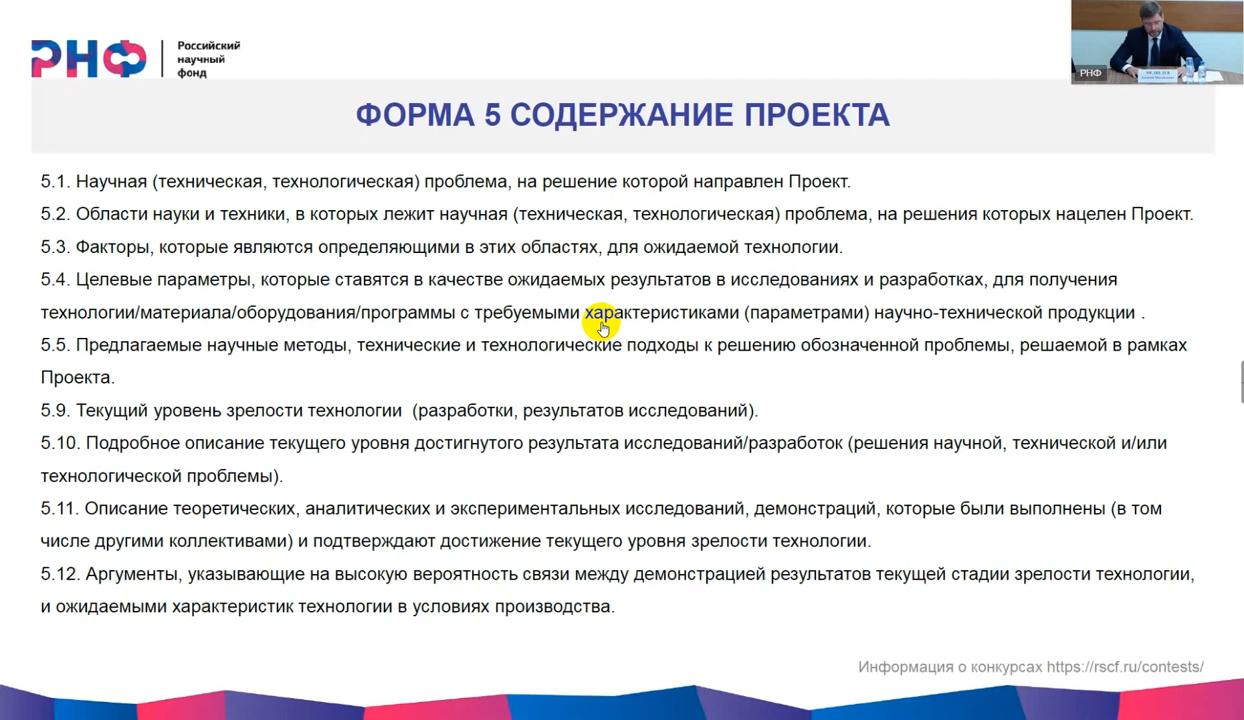 РНФ
Российский
научный
фонд
РНФ
ФОРМА 5 СОДЕРЖАНИЕ ПРОЕКТА
5.1. Научная (техническая, технологическая) проблема, на решение которой направлен Проект.
5.2. Области науки и техники, в которых лежит научная (техническая, технологическая) проблема, на решения которых нацелен Проект.
5.3. Факторы, которые являются определяющими в этих областях, для ожидаемой технологии.
5.4. Целевые параметры, которые ставятся в качестве ожидаемых результатов в исследованиях и разработках, для получения
технологии/материала/оборудования/программы с требуемыми характеристиками (параметрами) научно-технической продукции .
5.5. Предлагаемые научные методы, технические и технологические подходы к решению обозначенной проблемы, решаемой в рамках
Проекта.
5.9. Текущий уровень зрелости технологии (разработки, результатов исследований).
5.10. Подробное описание текущего уровня достигнутого результата исследований/разработок (решения научной, технической и/или
технологической проблемы).
5.11. Описание теоретических, аналитических и экспериментальных исследований, демонстраций, которые были выполнены (в том
числе другими коллективами) и подтверждают достижение текущего уровня зрелости технологии.
5.12. Аргументы, указывающие на высокую вероятность связи между демонстрацией результатов текущей стадии зрелости технологии,
и ожидаемыми характеристик технологии в условиях производства.
Информация о конкурсах https://rscf.ru/contests/